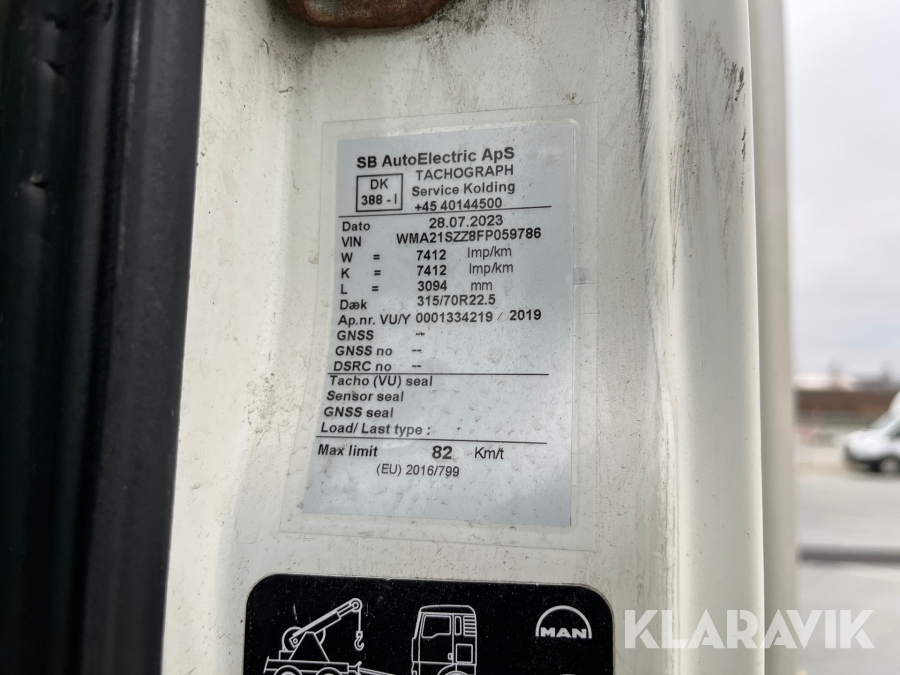 SB AutoElectric ApS
TACHOGRAPH
DK
388 - I
Service Kolding
+45 40144500
Dato 28.07.2023
VIN WMA21SZZ8FP059786
W = 7412 Imp/km
K = 7412 Imp/km
L = 3094 mm
Dæk 315/70R22.5
Ap.nr. VU/Y 0001334219 / 2019
GNSS --
GNSS no --
DSRC no --
Tacho (VU) seal
Sensor seal
GNSS seal
Load/ Last type :
Max limit 82 Km/t
(EU) 2016/799
MAN
KLARAVIK